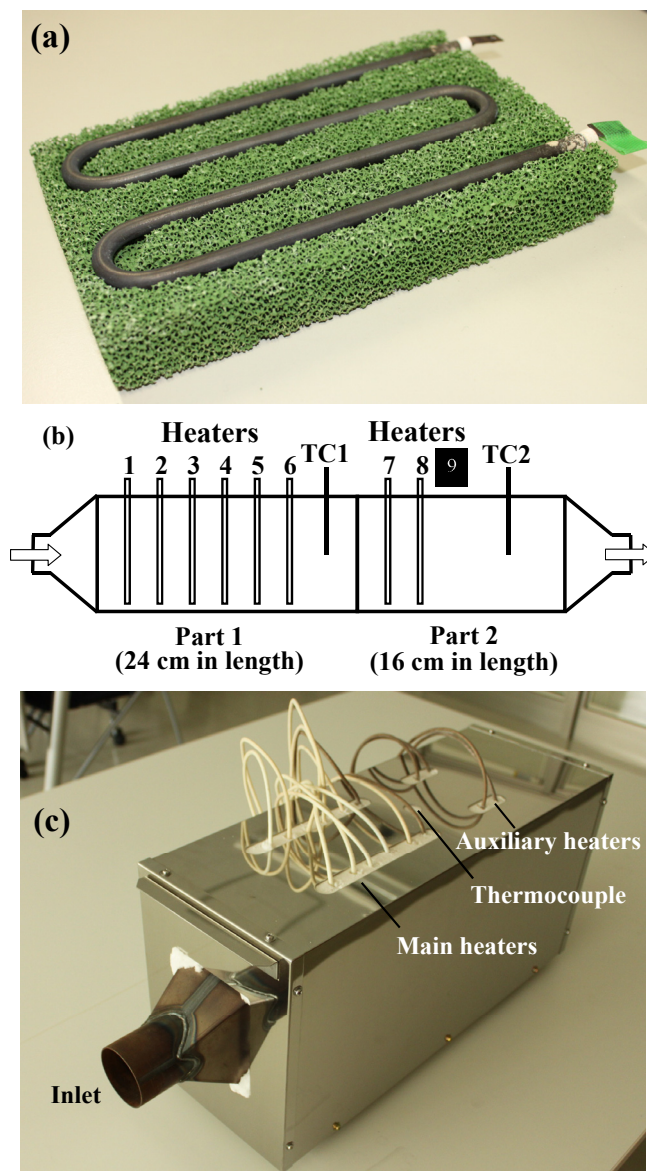 (a)
(b)
Heaters
Heaters
1 2 3 4 5 6 TC1 7 8 9 TC2
Part 1
(24 cm in length)
Part 2
(16 cm in length)
(c)
Auxiliary heaters
Thermocouple
Main heaters
Inlet